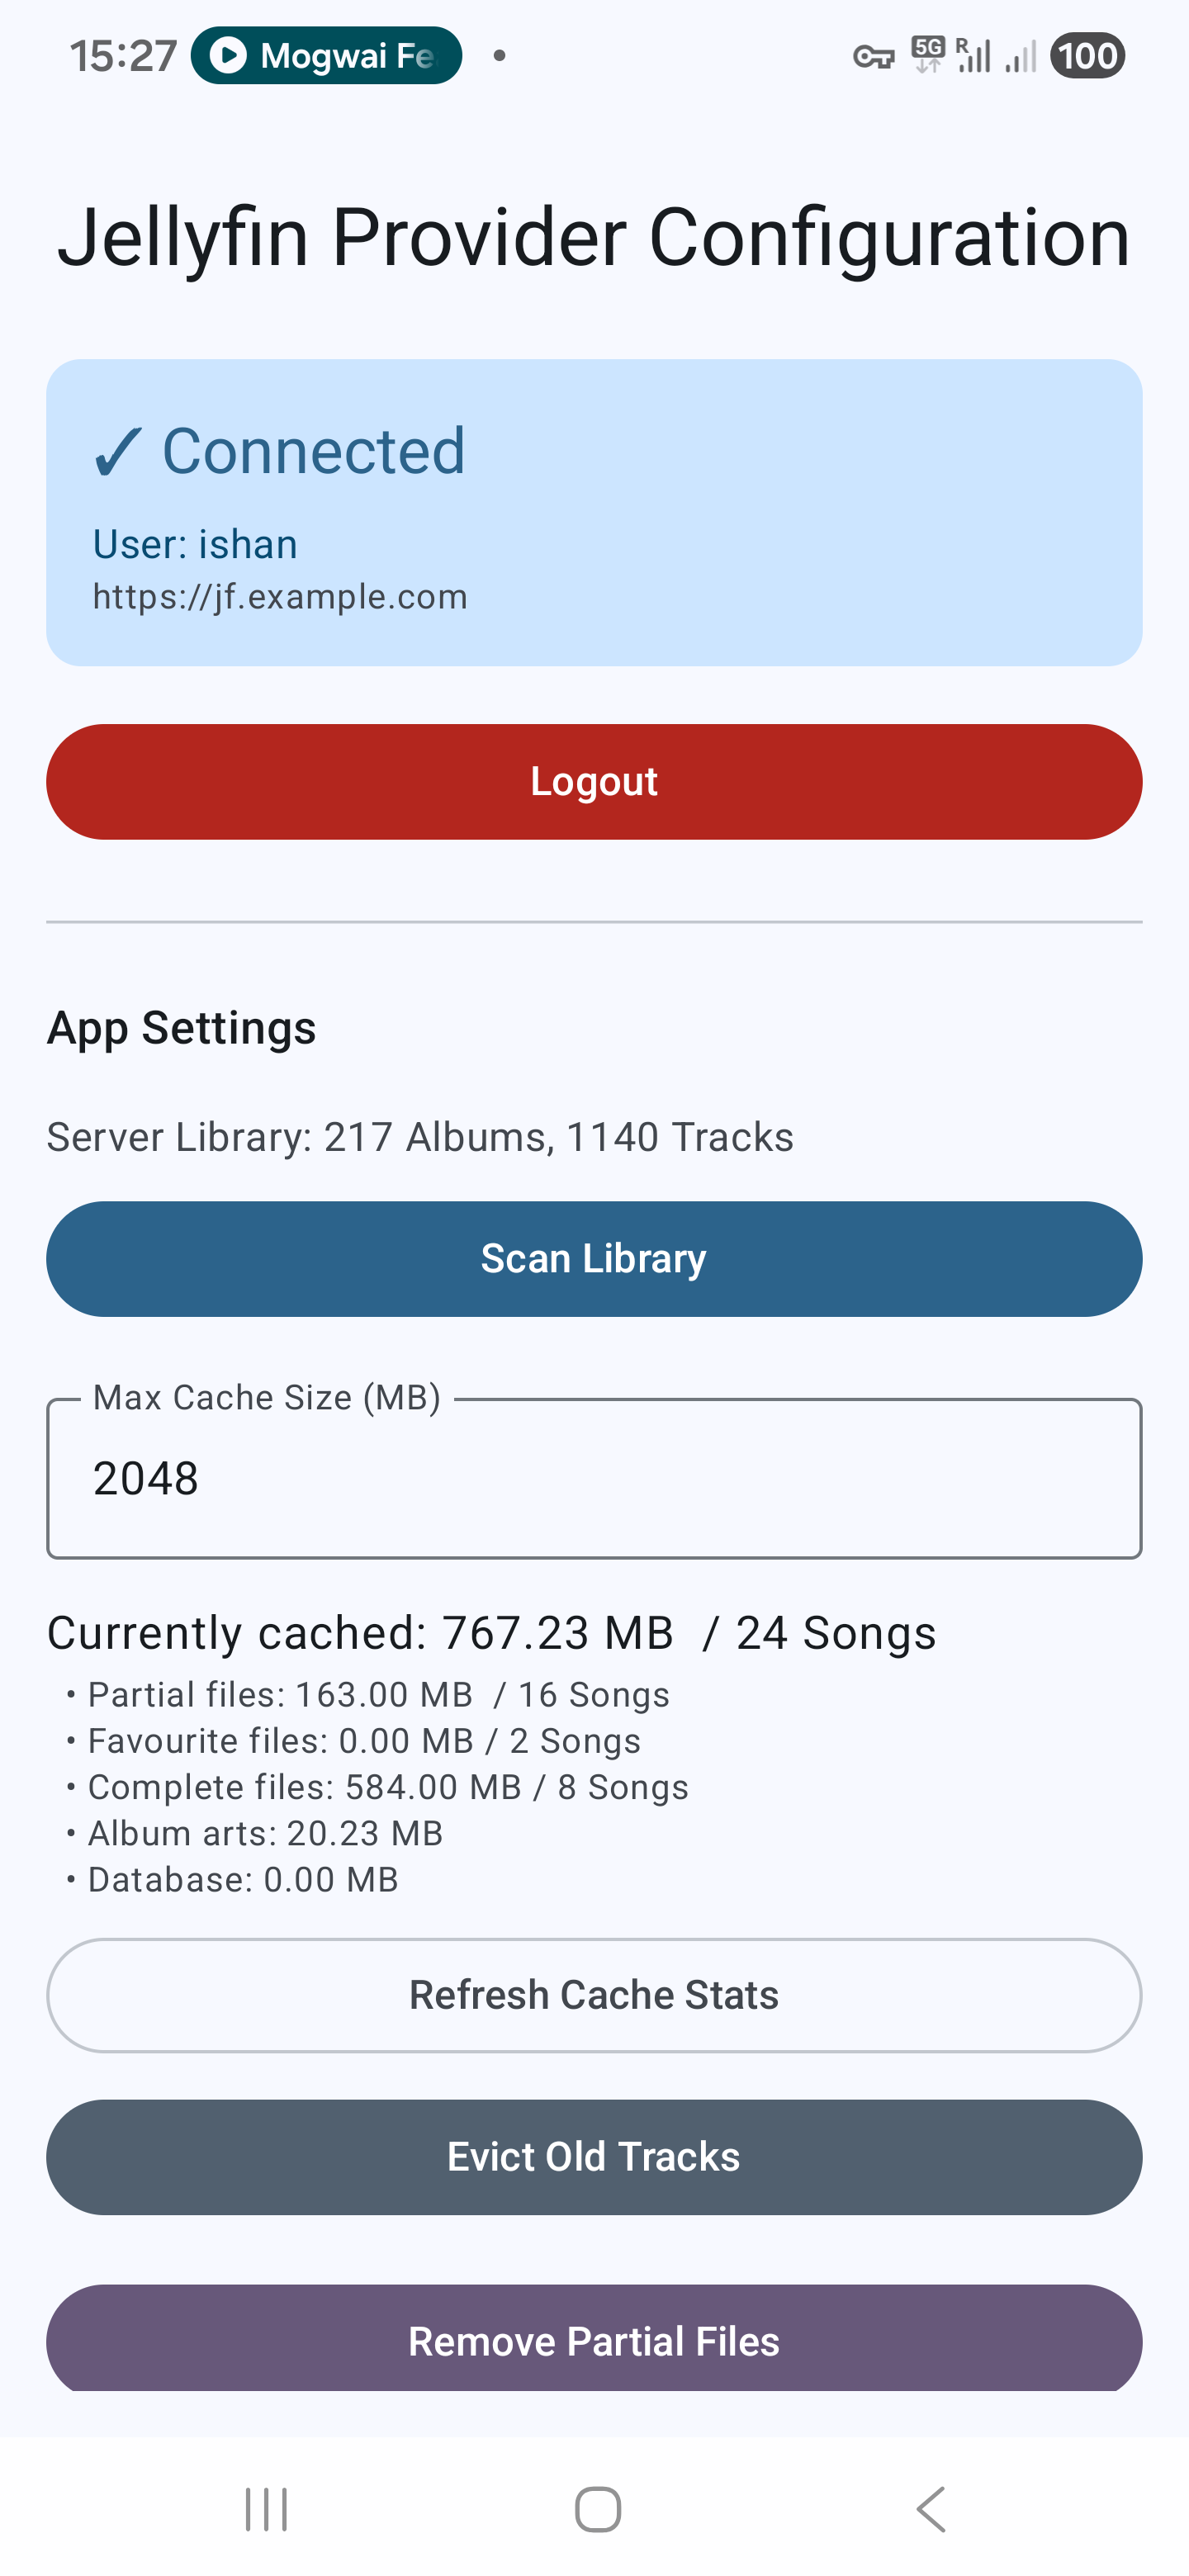 15:27 Mogwai Fe • 5G R 100
Jellyfin Provider Configuration
✓ Connected
User: ishan
https://jf.example.com
Logout
App Settings
Server Library: 217 Albums, 1140 Tracks
Scan Library
Max Cache Size (MB)
2048
Currently cached: 767.23 MB / 24 Songs
• Partial files: 163.00 MB / 16 Songs
• Favourite files: 0.00 MB / 2 Songs
• Complete files: 584.00 MB / 8 Songs
• Album arts: 20.23 MB
• Database: 0.00 MB
Refresh Cache Stats
Evict Old Tracks
Remove Partial Files